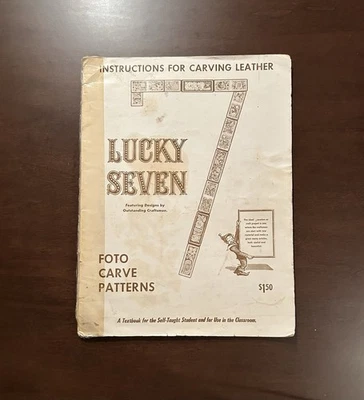 INSTRUCTIONS FOR CARVING LEATHER
LUCKY
SEVEN
Featuring Designs by
Outstanding Craftsmen.
FOTO
CARVE
PATTERNS
$1.50
A Textbook for the Self-Taught Student and for Use in the Classroom.